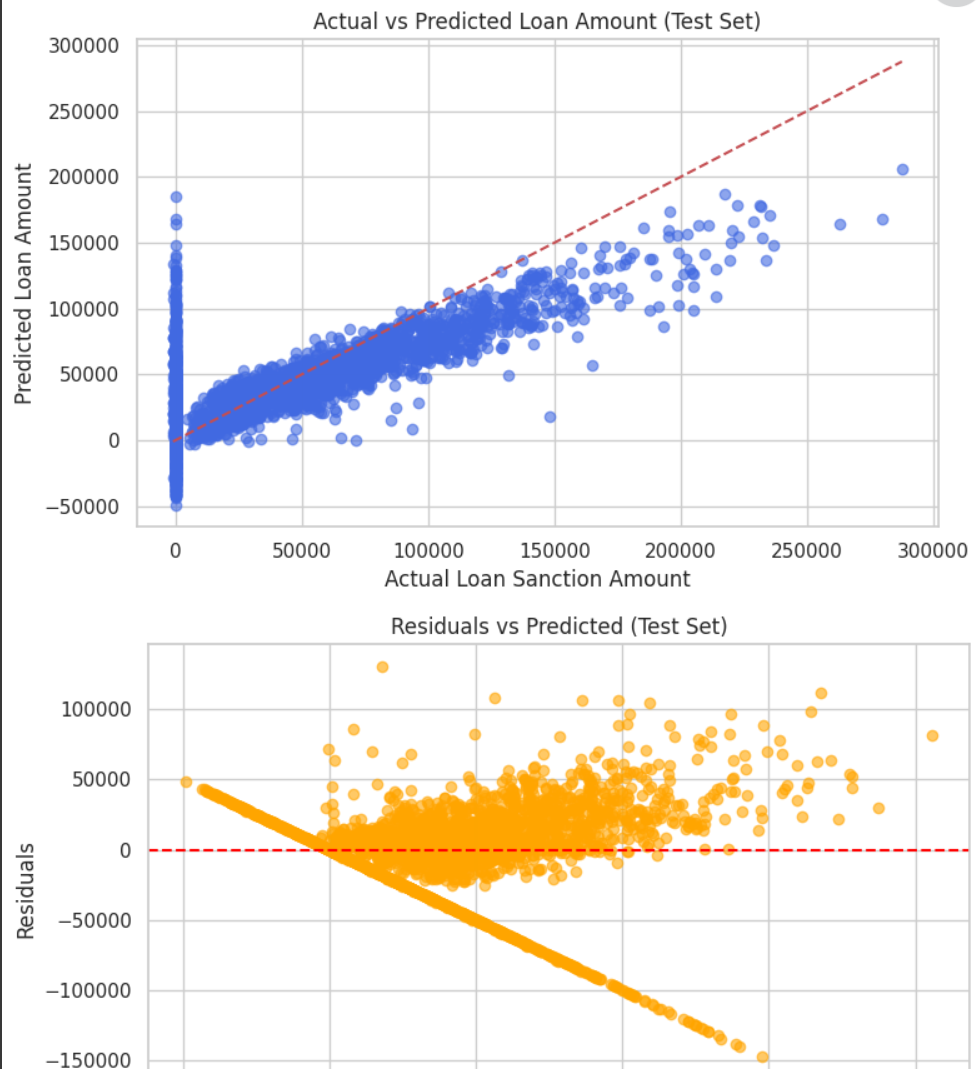 Actual vs Predicted Loan Amount (Test Set)
300000
250000
200000
150000
100000
50000
0
−50000
Predicted Loan Amount
0 50000 100000 150000 200000 250000 300000
Actual Loan Sanction Amount
Residuals vs Predicted (Test Set)
100000
50000
0
−50000
−100000
−150000
Residuals